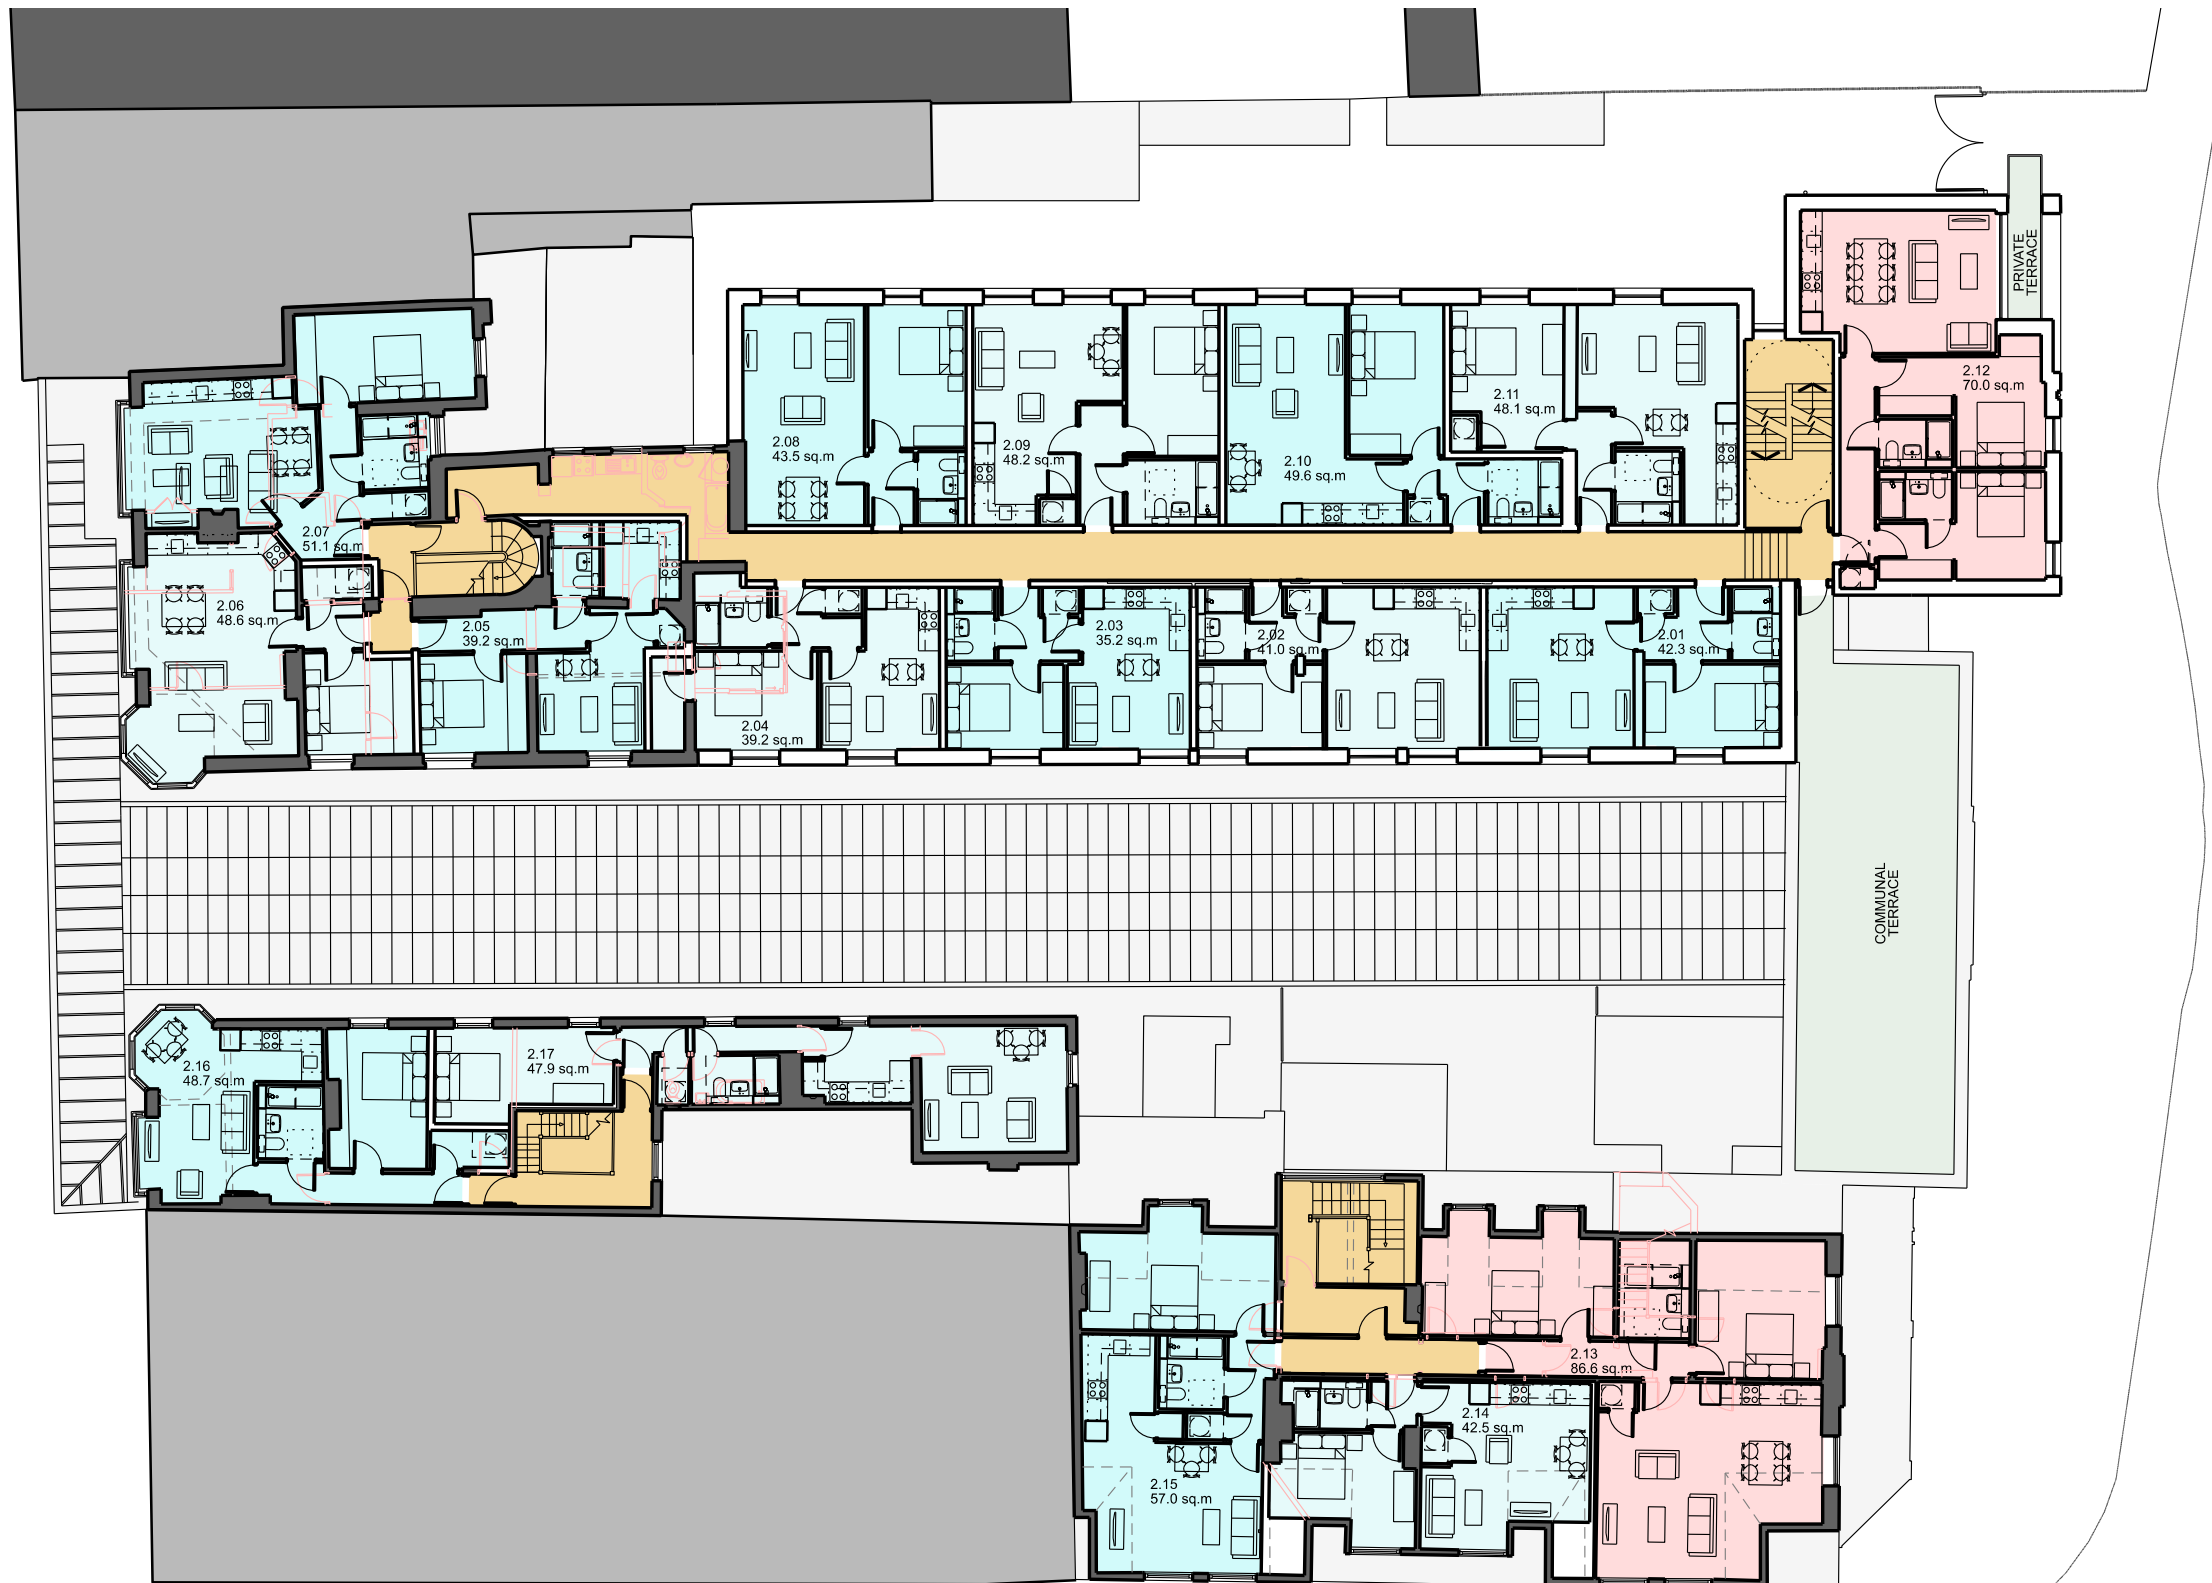 PRIVATE
TERRACE
2.12
70.0 sq.m
2.11
48.1 sq.m
2.08
43.5 sq.m
2.09
48.2 sq.m
2.10
49.6 sq.m
2.07
51.1 sq.m
2.06
48.6 sq.m
2.05
39.2 sq.m
2.03
35.2 sq.m
2.02
41.0 sq.m
2.01
42.3 sq.m
2.04
39.2 sq.m
COMMUNAL
TERRACE
2.16
48.7 sq.m
2.17
47.9 sq.m
2.13
86.6 sq.m
2.14
42.5 sq.m
2.15
57.0 sq.m